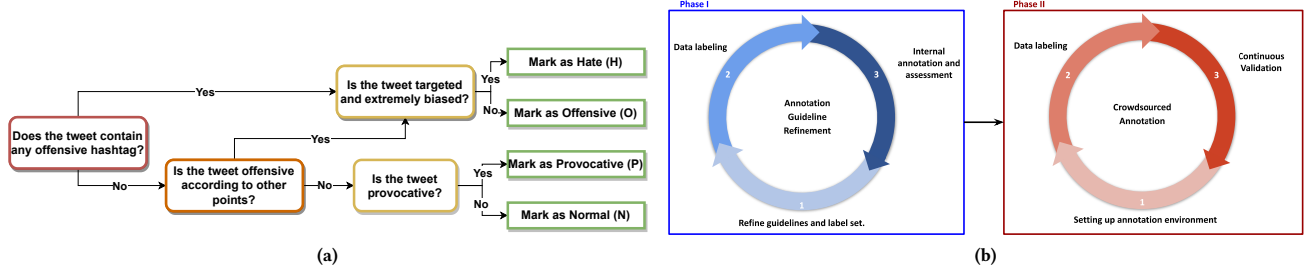 Does the tweet contain
any offensive hashtag?
Yes
No
Is the tweet offensive
according to other
points?
Yes
No
Is the tweet targeted
and extremely biased?
Yes
No
Is the tweet
provocative?
Yes
No
Mark as Hate (H)
Mark as Offensive (O)
Mark as Provocative (P)
Mark as Normal (N)
(a)
Phase I
Data labeling
2
3
Internal
annotation and
assessment
Annotation
Guideline
Refinement
1
Refine guidelines and label set.
Phase II
Data labeling
2
3
Continuous
Validation
Crowdsourced
Annotation
1
Setting up annotation environment
(b)